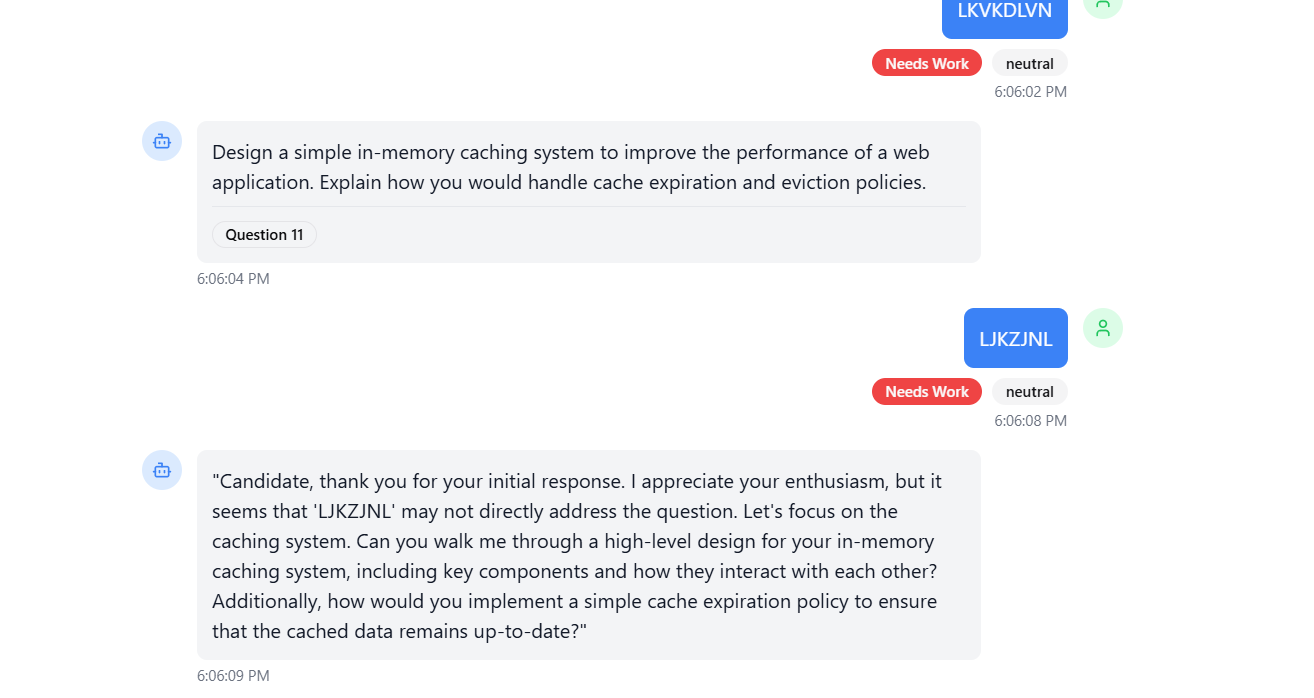 LKVKDLVN
Needs Work
neutral
6:06:02 PM
Design a simple in-memory caching system to improve the performance of a web
application. Explain how you would handle cache expiration and eviction policies.
Question 11
6:06:04 PM
LJKZJNL
Needs Work
neutral
6:06:08 PM
"Candidate, thank you for your initial response. I appreciate your enthusiasm, but it
seems that 'LJKZJNL' may not directly address the question. Let's focus on the
caching system. Can you walk me through a high-level design for your in-memory
caching system, including key components and how they interact with each other?
Additionally, how would you implement a simple cache expiration policy to ensure
that the cached data remains up-to-date?"
6:06:09 PM